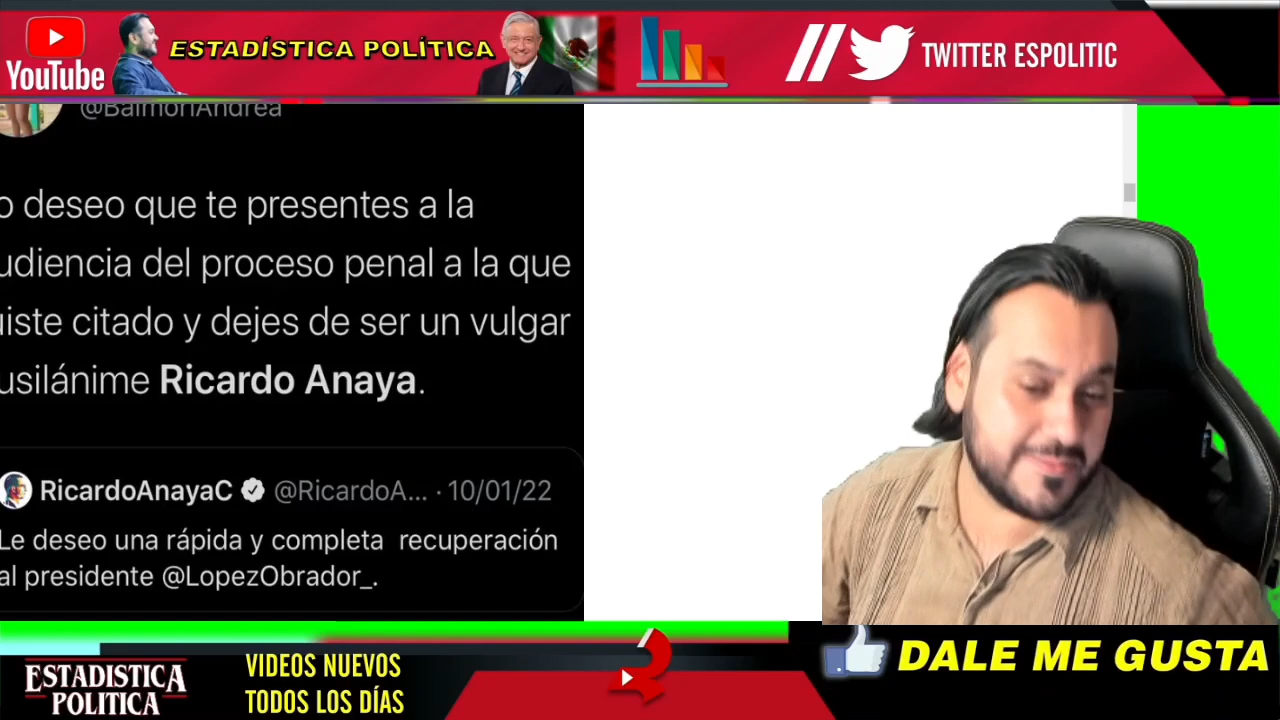 YouTube
ESTADÍSTICA POLÍTICA
TWITTER ESPOLITIC
@BalmoriAndrea
o deseo que te presentes a la
udiencia del proceso penal a la que
uiste citado y dejes de ser un vulgar
usilánime Ricardo Anaya.
RicardoAnayaC @RicardoA... · 10/01/22
Le deseo una rápida y completa recuperación
al presidente @LopezObrador_.
ESTADISTICA
POLÍTICA
VIDEOS NUEVOS
TODOS LOS DÍAS
DALE ME GUSTA